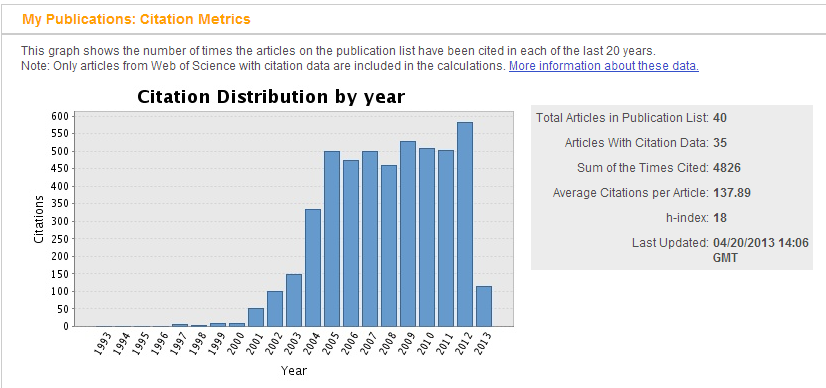 My Publications: Citation Metrics
This graph shows the number of times the articles on the publication list have been cited in each of the last 20 years.
Note: Only articles from Web of Science with citation data are included in the calculations. More information about these data.
Citation Distribution by year
600
550
500
450
400
350
300
250
200
150
100
50
0
Citations
1993
1994
1995
1996
1997
1998
1999
2000
2001
2002
2003
2004
2005
2006
2007
2008
2009
2010
2011
2012
2013
Year
Total Articles in Publication List: 40
Articles With Citation Data: 35
Sum of the Times Cited: 4826
Average Citations per Article: 137.89
h-index: 18
Last Updated: 04/20/2013 14:06
GMT